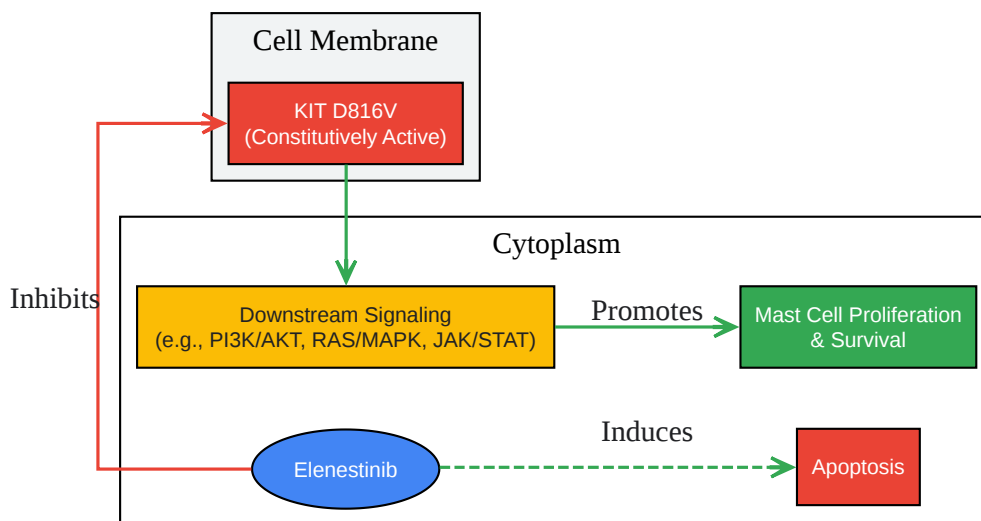 Cell Membrane
KIT D816V
(Constitutively Active)
Cytoplasm
Inhibits
Downstream Signaling
(e.g., PI3K/AKT, RAS/MAPK, JAK/STAT)
Promotes
Mast Cell Proliferation
& Survival
Elenestinib
Induces
Apoptosis